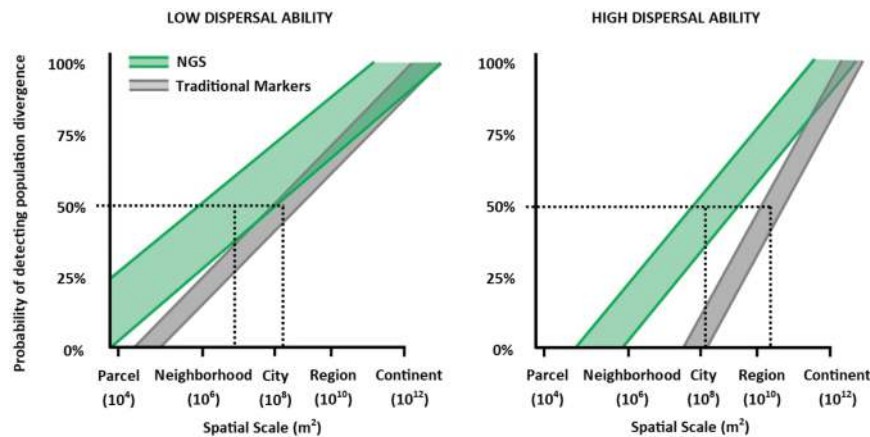 LOW DISPERSAL ABILITY
HIGH DISPERSAL ABILITY
Probability of detecting population divergence
100%
75%
50%
25%
0%
NGS
Traditional Markers
Parcel Neighborhood City Region Continent
(10⁴) (10⁶) (10⁸) (10¹⁰) (10¹²)
Spatial Scale (m²)
100%
75%
50%
25%
0%
Parcel Neighborhood City Region Continent
(10⁴) (10⁶) (10⁸) (10¹⁰) (10¹²)
Spatial Scale (m²)